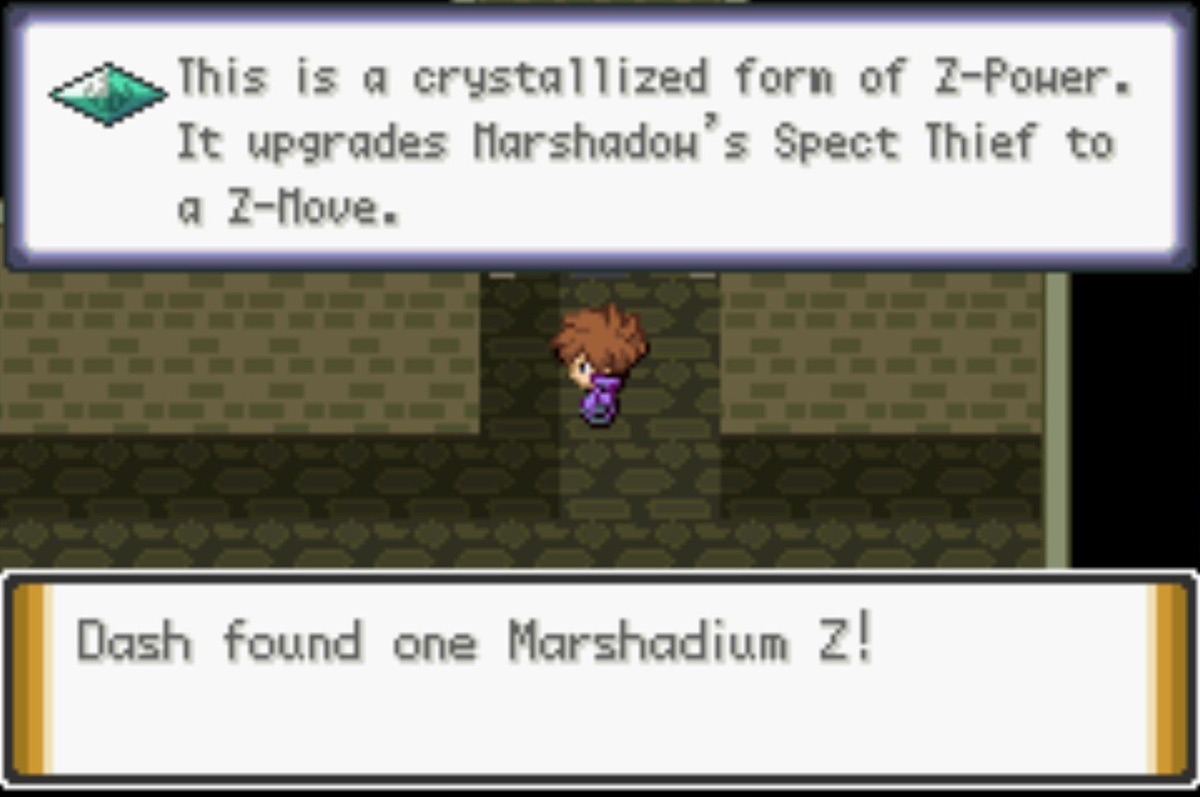 This is a crystallized form of Z-Power.
It upgrades Marshadow's Spect Thief to
a Z-Move.
Dash found one Marshadium Z!